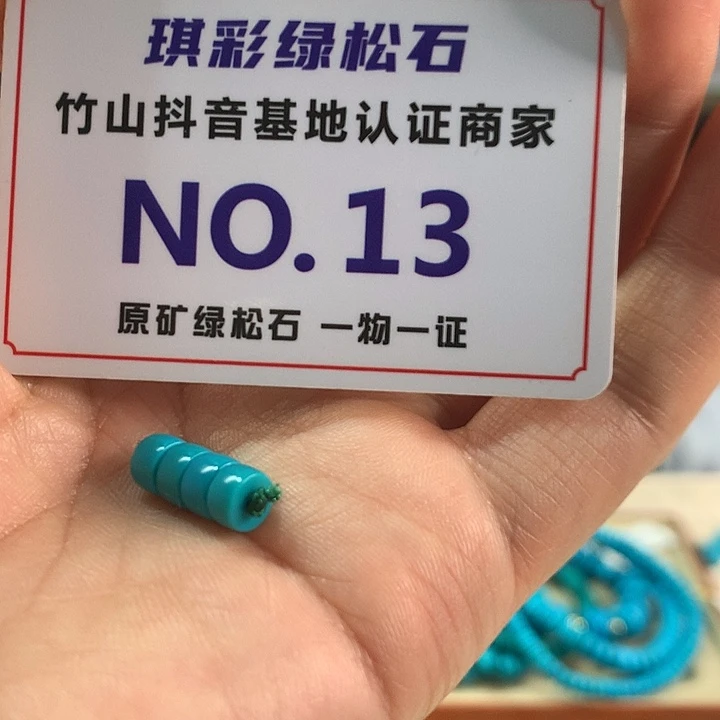 琪彩绿松石
竹山抖音基地认证商家
NO.13
原矿绿松石 一物一证